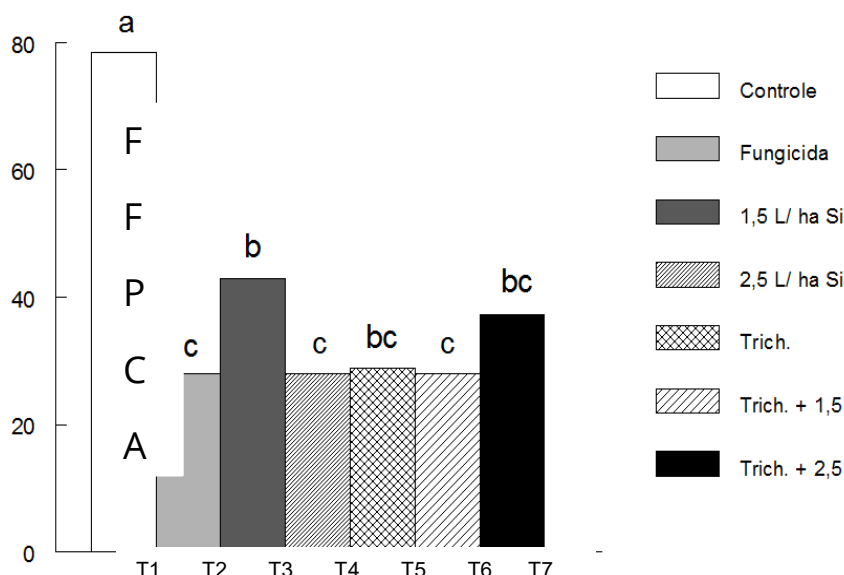 a
80
60
40
20
0
F
F
P
C
A
c
b
c
bc
c
bc
T1 T2 T3 T4 T5 T6 T7
Controle
Fungicida
1,5 L/ ha Si
2,5 L/ ha Si
Trich.
Trich. + 1,5
Trich. + 2,5